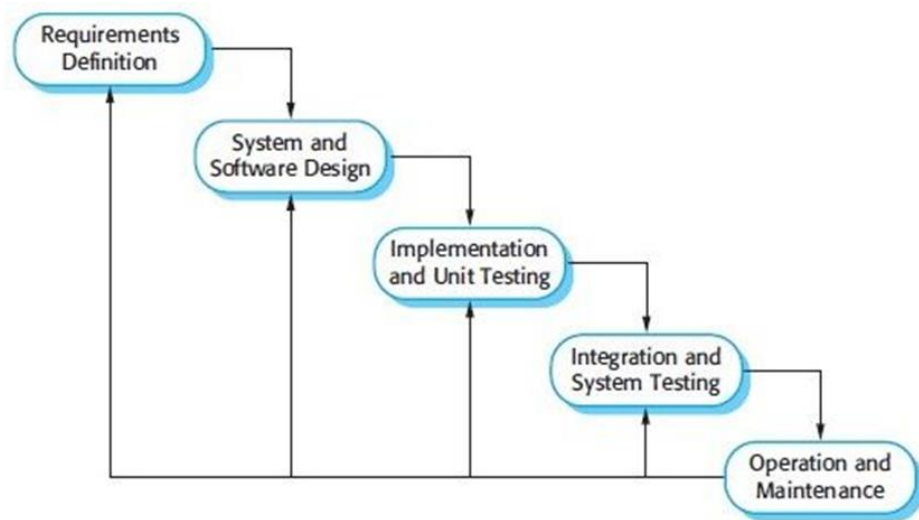 Requirements
Definition
System and
Software Design
Implementation
and Unit Testing
Integration and
System Testing
Operation and
Maintenance